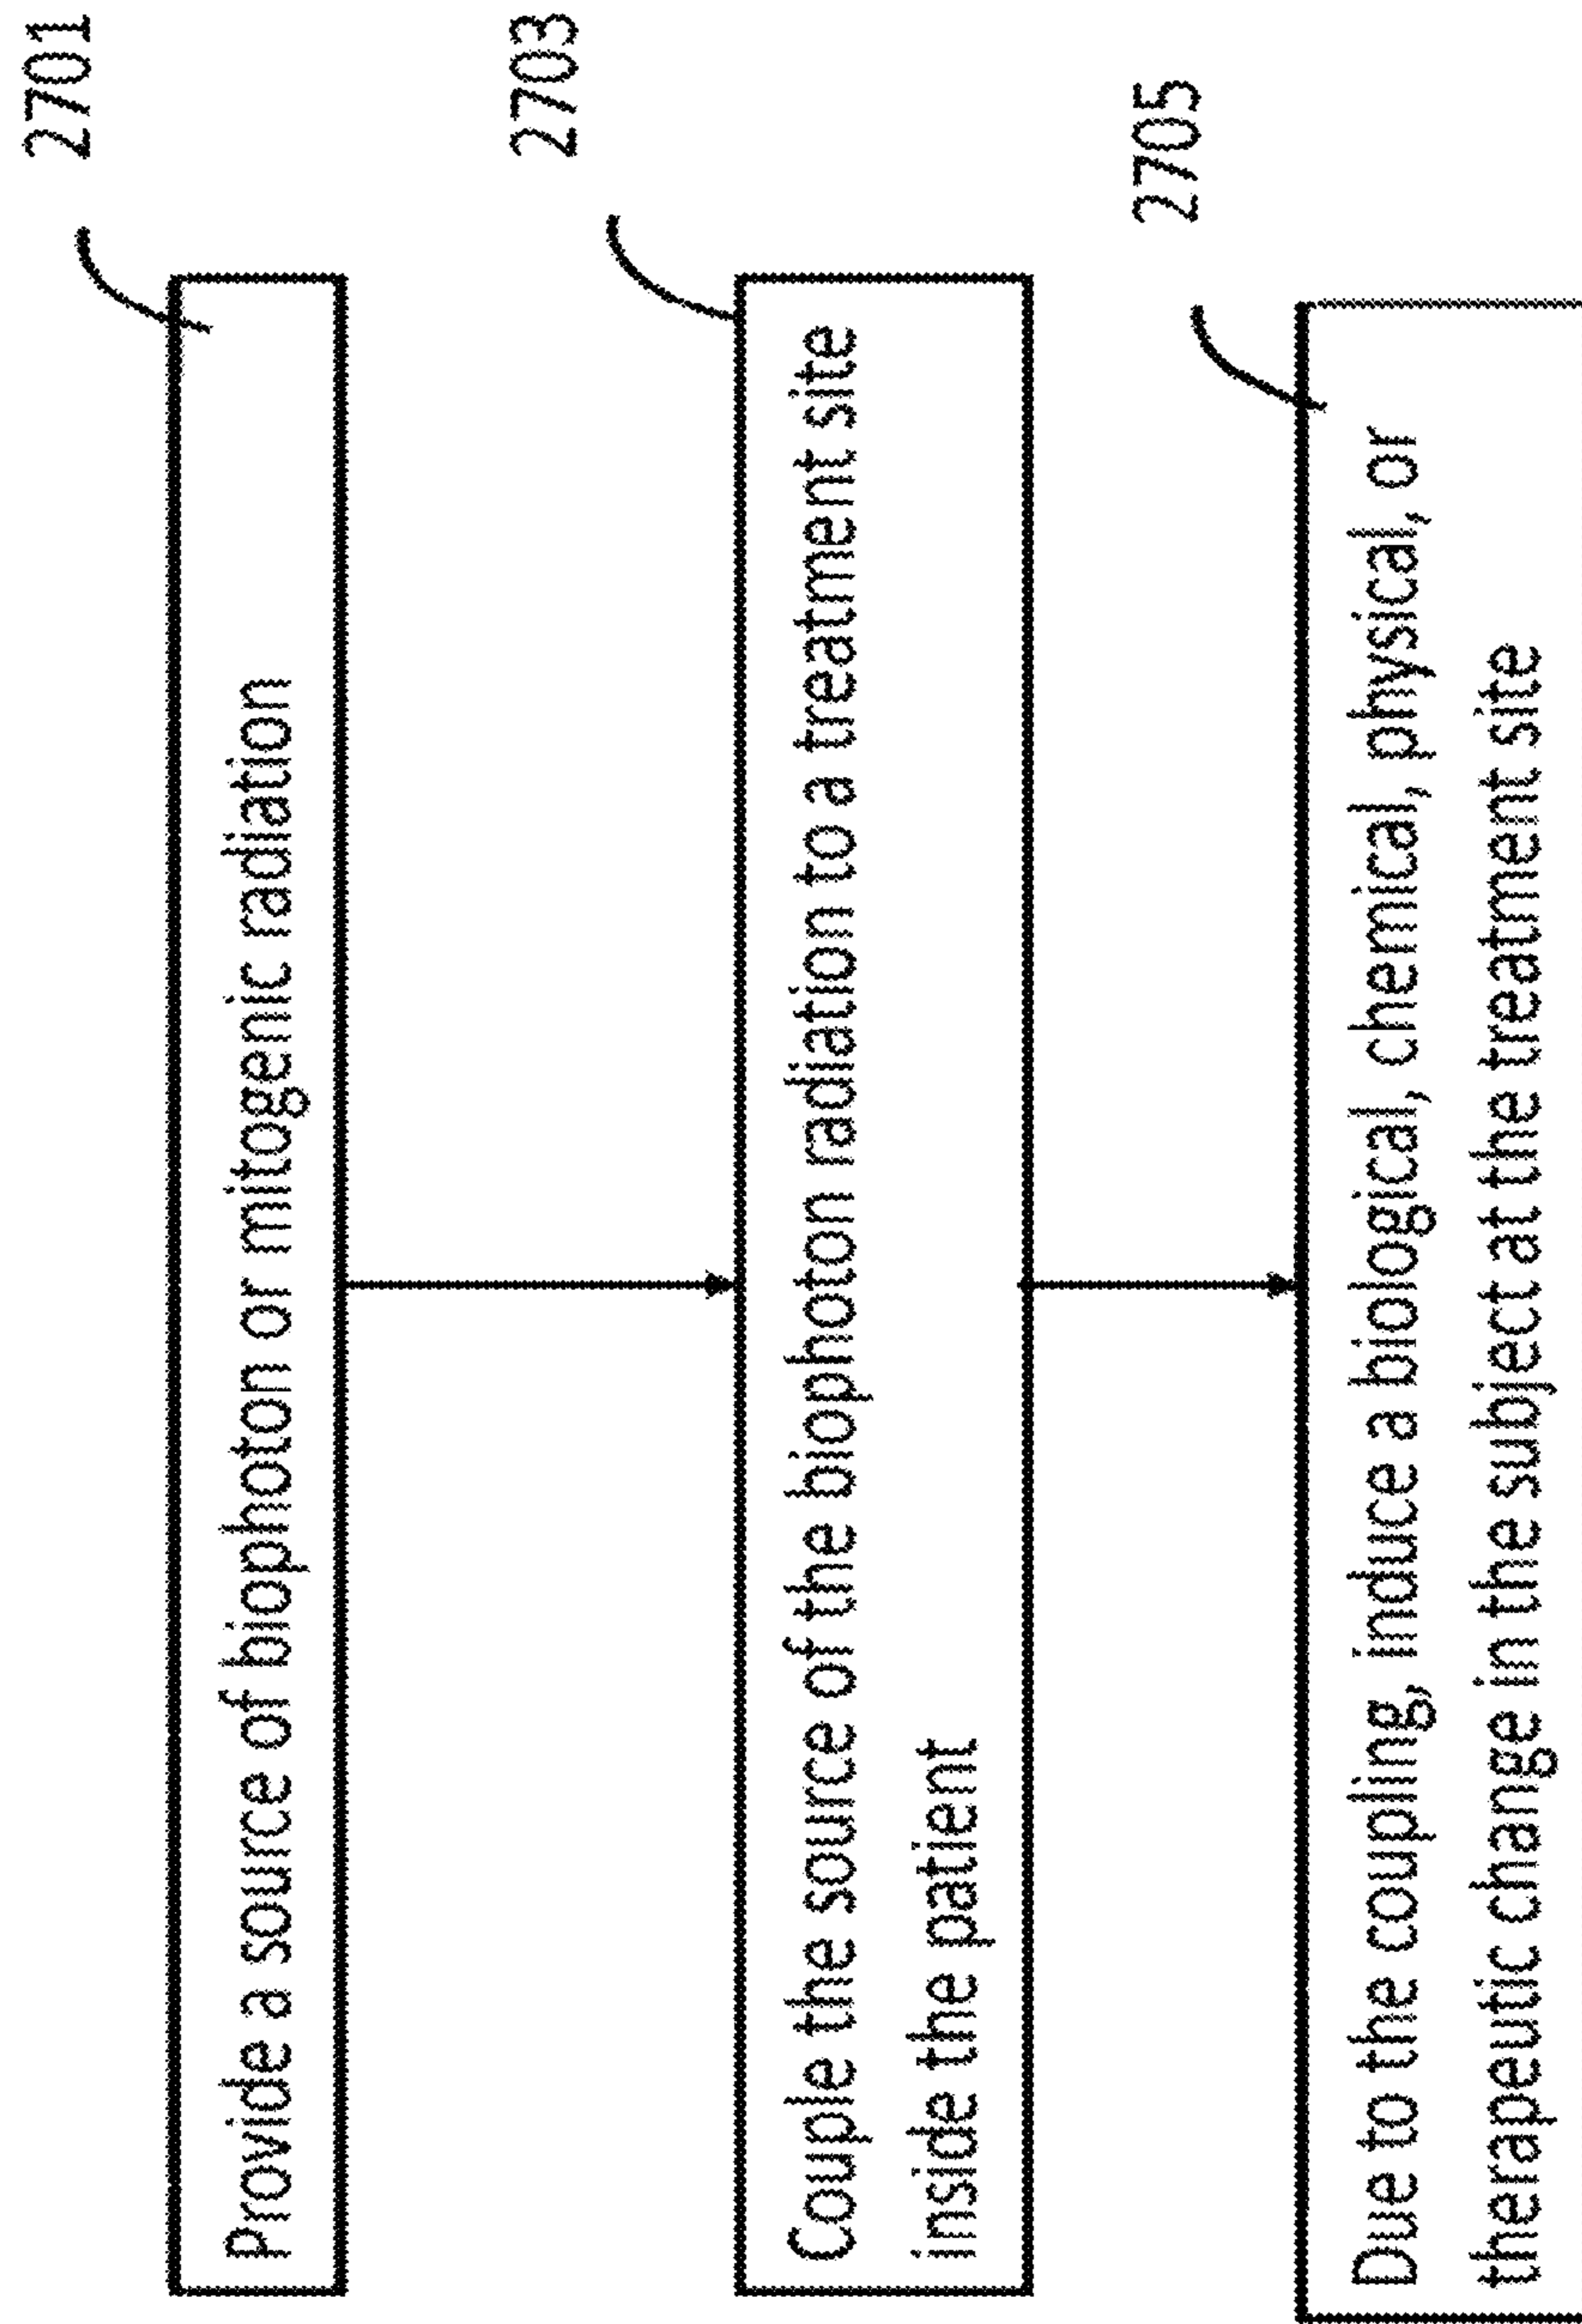 2701
Provide a source of biophoton or mitogenic radiation
2703
Couple the source of the biophoton radiation to a treatment site
inside the patient
2705
Due to the coupling, induce a biological, chemical, physical, or
therapeutic change in the subject at the treatment site